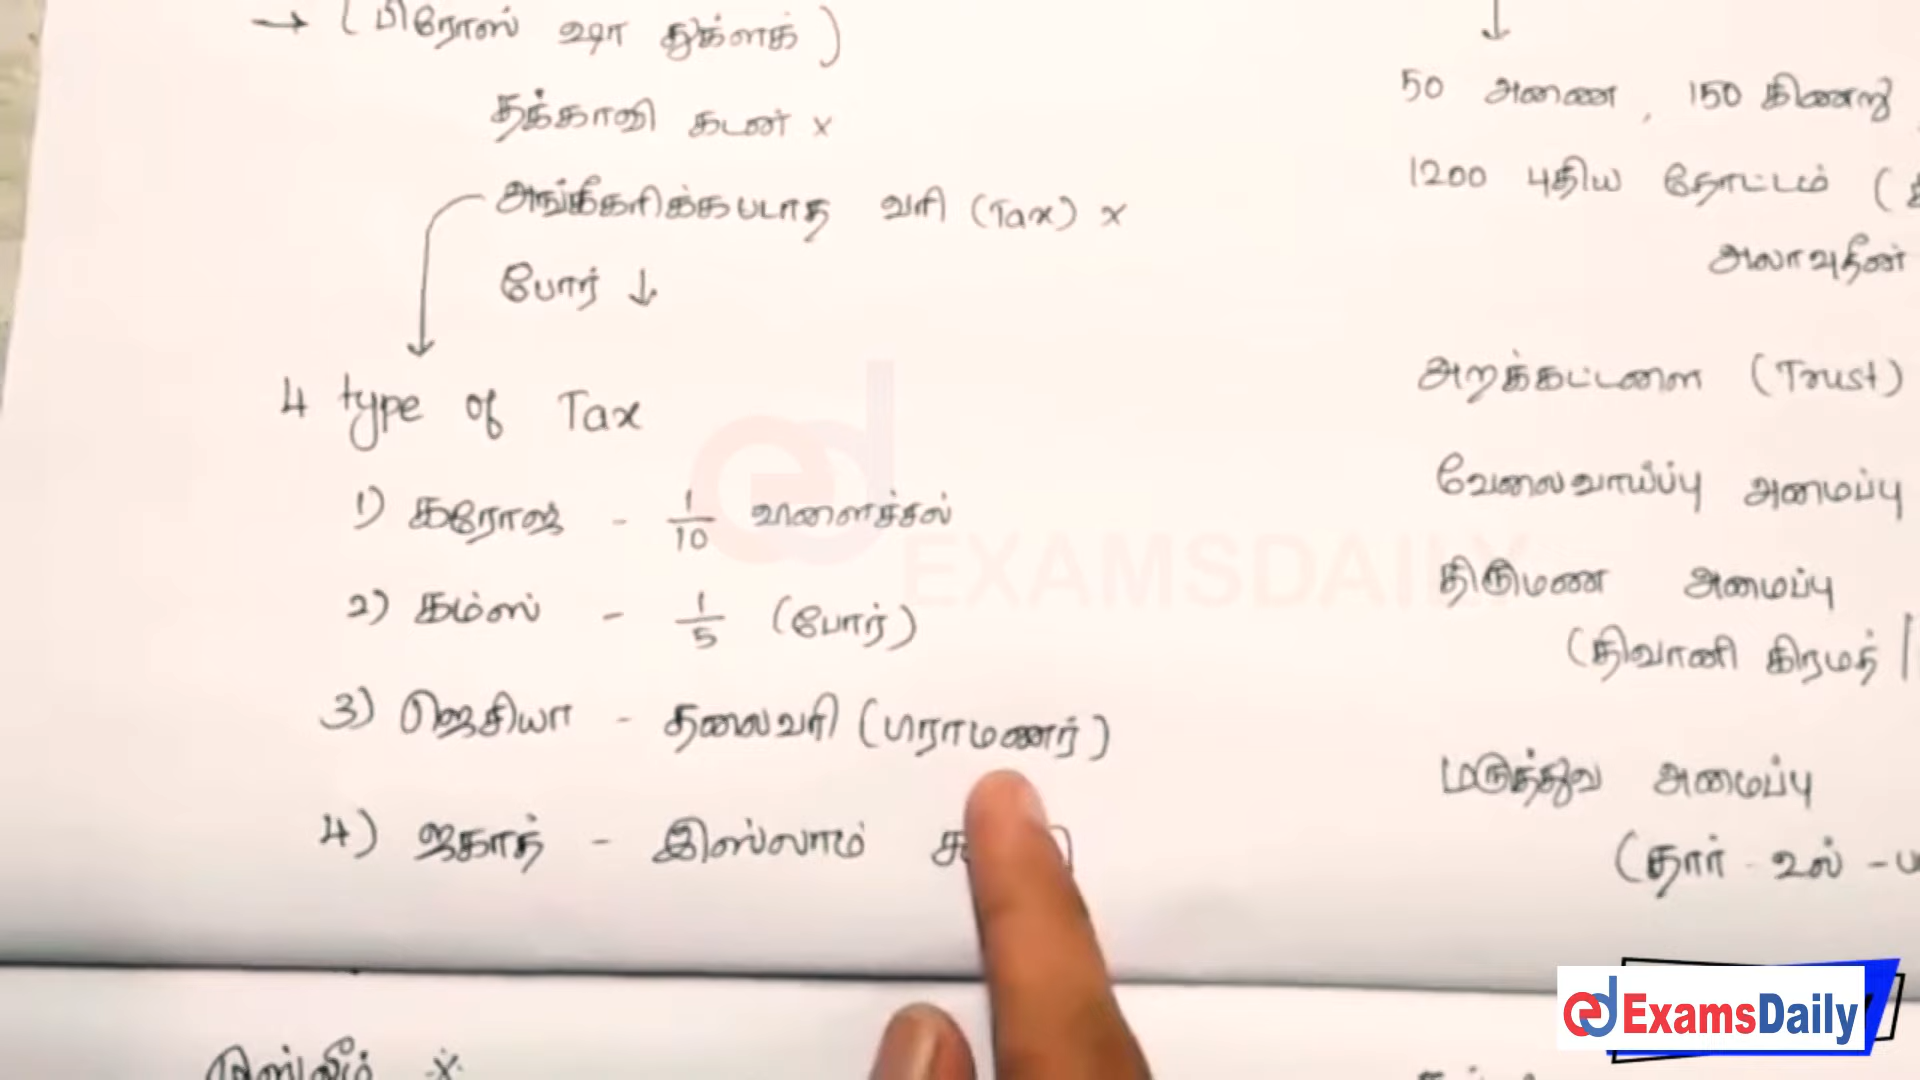 → (பிரோஸ் ஷா துக்ளக்)
தக்காவி கடன் ×
அங்கீகரிக்கபடாத வரி (Tax) ×
போர் ↓
4 type of Tax
1) கரோஜ் - 1/10 விளைச்சல்
2) கம்ஸ் - 1/5 (போர்)
3) ஜெசியா - தலைவரி (பிராமணர்)
4) ஜகாத் - இஸ்லாம்
50 அணை, 150 கிணறு
1200 புதிய தோட்டம் (
அலாவுதீன்
அறக்கட்டளை (Trust)
வேலைவாய்ப்பு அமைப்பு
திருமண அமைப்பு
(திவானி கிராமத் |
மருத்துவ அமைப்பு
(தார் - உல் -
EXAMSDAILY
ExamsDaily